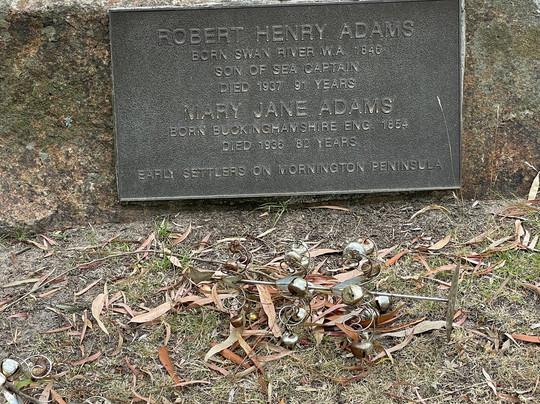 ROBERT HENRY ADAMS
BORN SWAN RIVER W.A. 1846
SON OF SEA CAPTAIN
DIED 1937 91 YEARS
MARY JANE ADAMS
BORN BUCKINGHAMSHIRE ENG. 1854
DIED 1936 82 YEARS
EARLY SETTLERS ON MORNINGTON PENINSULA